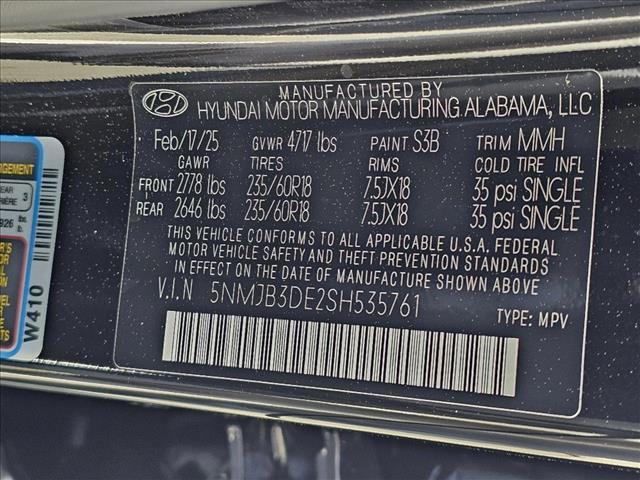 MANUFACTURED BY
HYUNDAI MOTOR MANUFACTURING ALABAMA, LLC
Feb/17/25 GVWR 4717 lbs PAINT S3B TRIM MMH
GAWR TIRES RIMS COLD TIRE INFL
FRONT 2778 lbs 235/60R18 7.5JX18 35 psi SINGLE
REAR 2646 lbs 235/60R18 7.5JX18 35 psi SINGLE
THIS VEHICLE CONFORMS TO ALL APPLICABLE U.S.A. FEDERAL
MOTOR VEHICLE SAFETY AND THEFT PREVENTION STANDARDS
IN EFFECT ON THE DATE OF MANUFACTURE SHOWN ABOVE.
V.I.N 5NMJB3DE2SH535761
TYPE: MPV
W410
3